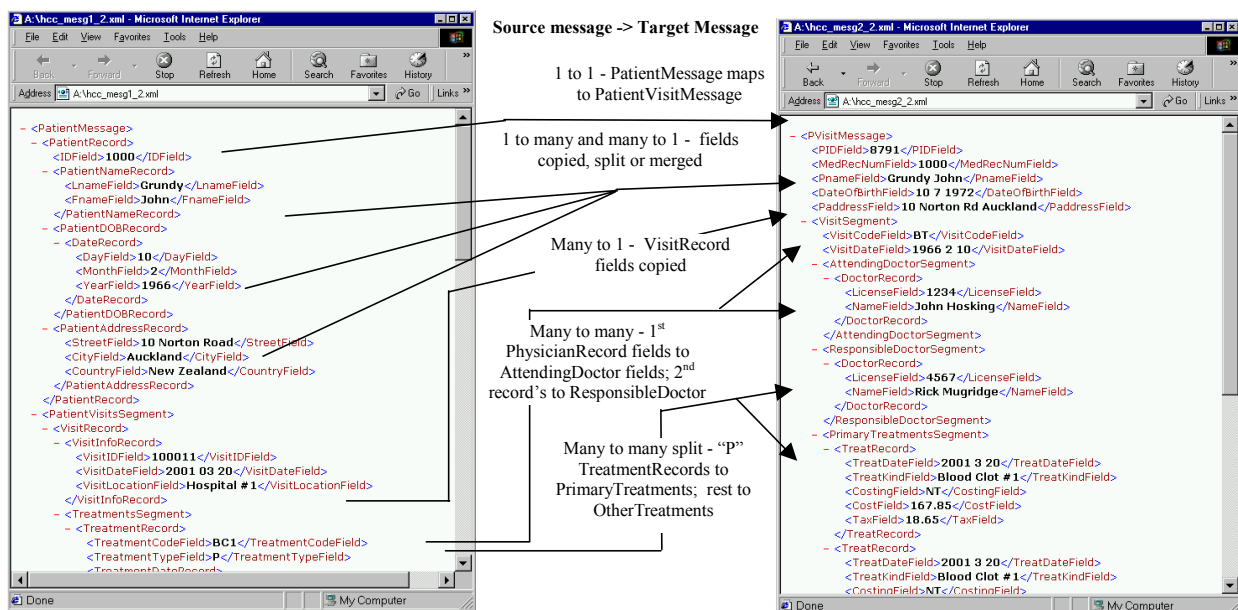 A:\hcc_mesg1_2.xml - Microsoft Internet Explorer
File Edit View Favorites Tools Help
Back Forward Stop Refresh Home Search Favorites History »
Address A:\hcc_mesg1_2.xml Go Links »
- <PatientMessage>
- <PatientRecord>
<IDField>1000</IDField>
- <PatientNameRecord>
<LnameField>Grundy</LnameField>
<FnameField>John</FnameField>
</PatientNameRecord>
- <PatientDOBRecord>
- <DateRecord>
<DayField>10</DayField>
<MonthField>2</MonthField>
<YearField>1966</YearField>
</DateRecord>
</PatientDOBRecord>
- <PatientAddressRecord>
<StreetField>10 Norton Road</StreetField>
<CityField>Auckland</CityField>
<CountryField>New Zealand</CountryField>
</PatientAddressRecord>
</PatientRecord>
- <PatientVisitsSegment>
- <VisitRecord>
- <VisitInfoRecord>
<VisitIDField>100011</VisitIDField>
<VisitDateField>2001 03 20</VisitDateField>
<VisitLocationField>Hospital #1</VisitLocationField>
</VisitInfoRecord>
- <TreatmentsSegment>
- <TreatmentRecord>
<TreatmentCodeField>BC1</TreatmentCodeField>
<TreatmentTypeField>P</TreatmentTypeField>
<TreatmentDateRecord>
Done
My Computer
Source message -> Target Message
1 to 1 - PatientMessage maps
to PatientVisitMessage
1 to many and many to 1 - fields
copied, split or merged
Many to 1 - VisitRecord
fields copied
Many to many - 1st
PhysicianRecord fields to
AttendingDoctor fields; 2nd
record's to ResponsibleDoctor
Many to many split - “P”
TreatmentRecords to
PrimaryTreatments; rest to
OtherTreatments
A:\hcc_mesg2_2.xml - Microsoft Internet Explorer
File Edit View Favorites Tools Help
Back Forward Stop Refresh Home Search Favorites History »
Address A:\hcc_mesg2_2.xml Go Links »
- <PVisitMessage>
<PIDField>8791</PIDField>
<MedRecNumField>1000</MedRecNumField>
<PnameField>Grundy John</PnameField>
<DateOfBirthField>10 7 1972</DateOfBirthField>
<PaddressField>10 Norton Rd Auckland</PaddressField>
- <VisitSegment>
<VisitCodeField>BT</VisitCodeField>
<VisitDateField>1966 2 10</VisitDateField>
- <AttendingDoctorSegment>
- <DoctorRecord>
<LicenseField>1234</LicenseField>
<NameField>John Hosking</NameField>
</DoctorRecord>
</AttendingDoctorSegment>
- <ResponsibleDoctorSegment>
- <DoctorRecord>
<LicenseField>4567</LicenseField>
<NameField>Rick Mugridge</NameField>
</DoctorRecord>
</ResponsibleDoctorSegment>
- <PrimaryTreatmentsSegment>
- <TreatRecord>
<TreatDateField>2001 3 20</TreatDateField>
<TreatKindField>Blood Clot #1</TreatKindField>
<CostingField>NT</CostingField>
<CostField>167.85</CostField>
<TaxField>18.65</TaxField>
</TreatRecord>
- <TreatRecord>
<TreatDateField>2001 3 20</TreatDateField>
<TreatKindField>Blood Clot #1</TreatKindField>
<CostingField>NT</CostingField>
Done
My Computer